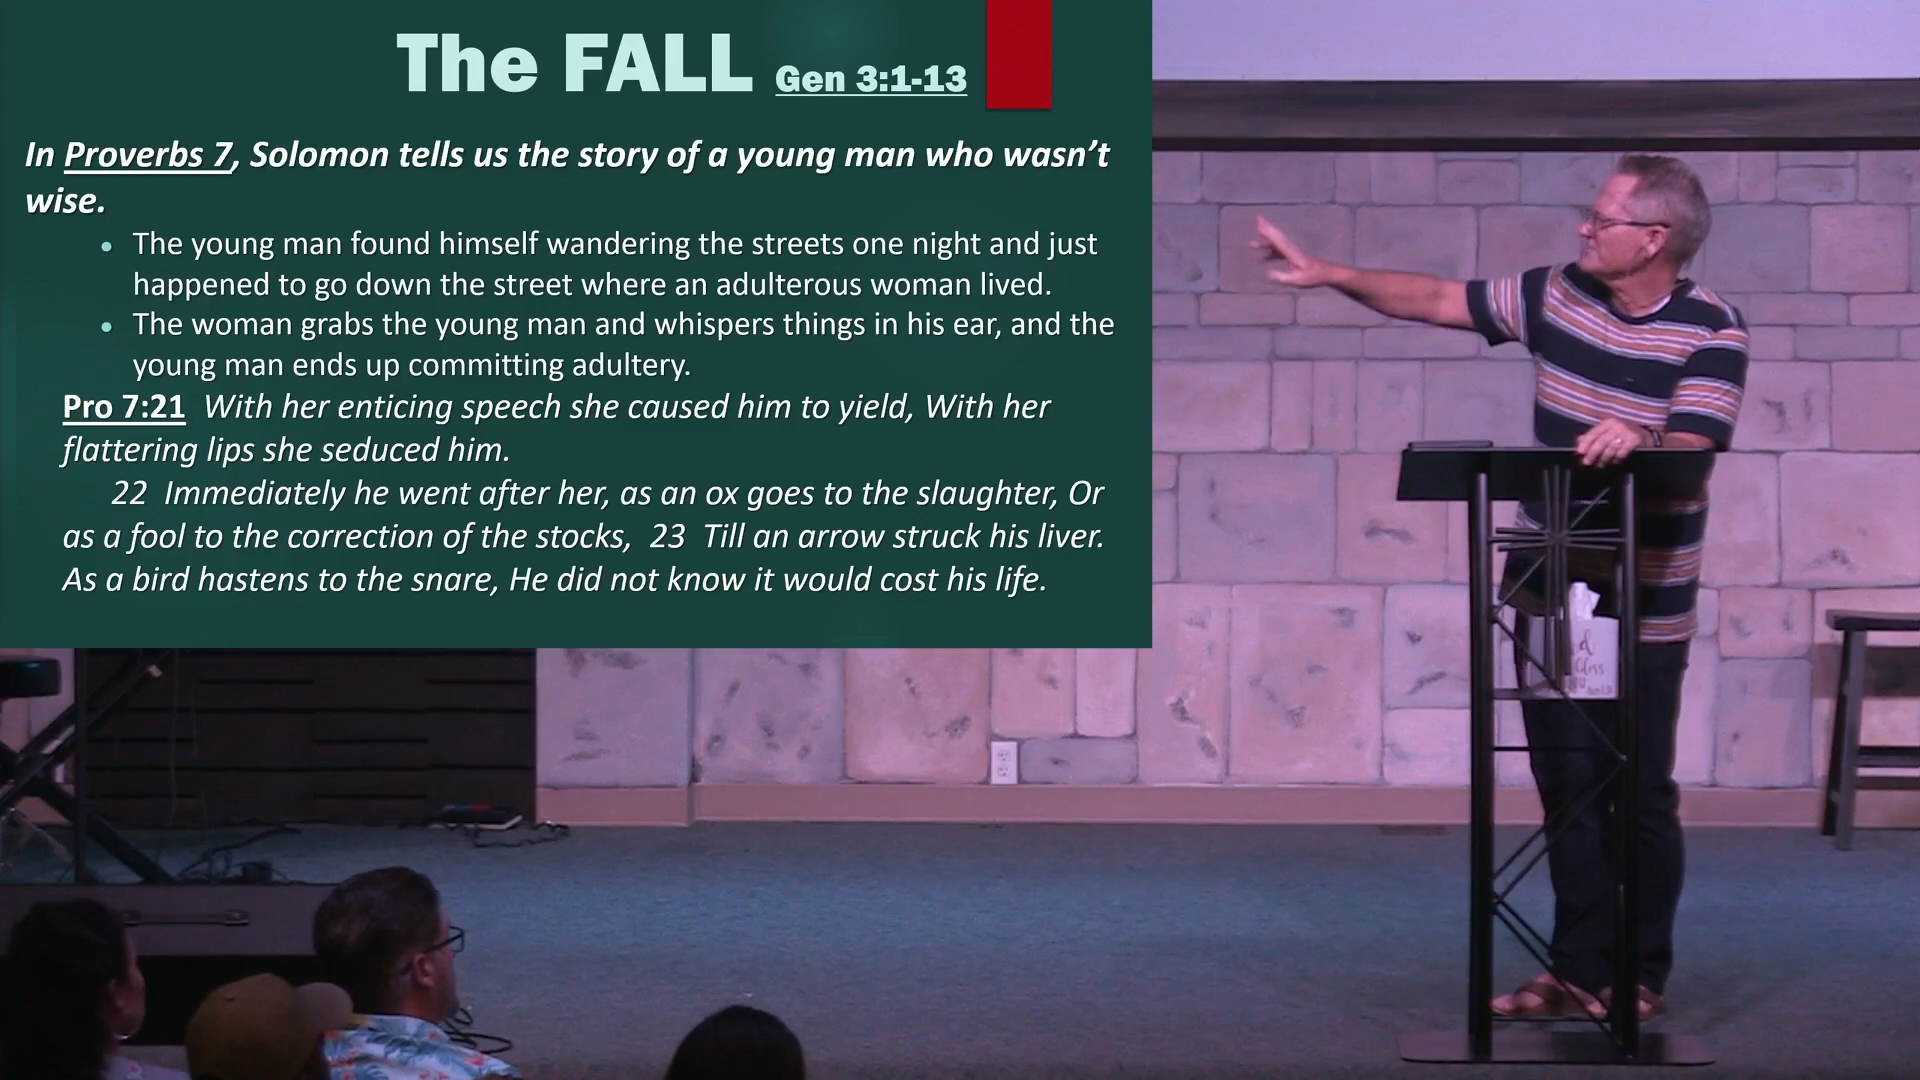 The FALL Gen 3:1-13
In Proverbs 7, Solomon tells us the story of a young man who wasn’t
wise.
• The young man found himself wandering the streets one night and just
happened to go down the street where an adulterous woman lived.
• The woman grabs the young man and whispers things in his ear, and the
young man ends up committing adultery.
Pro 7:21 With her enticing speech she caused him to yield, With her
flattering lips she seduced him.
22 Immediately he went after her, as an ox goes to the slaughter, Or
as a fool to the correction of the stocks, 23 Till an arrow struck his liver.
As a bird hastens to the snare, He did not know it would cost his life.